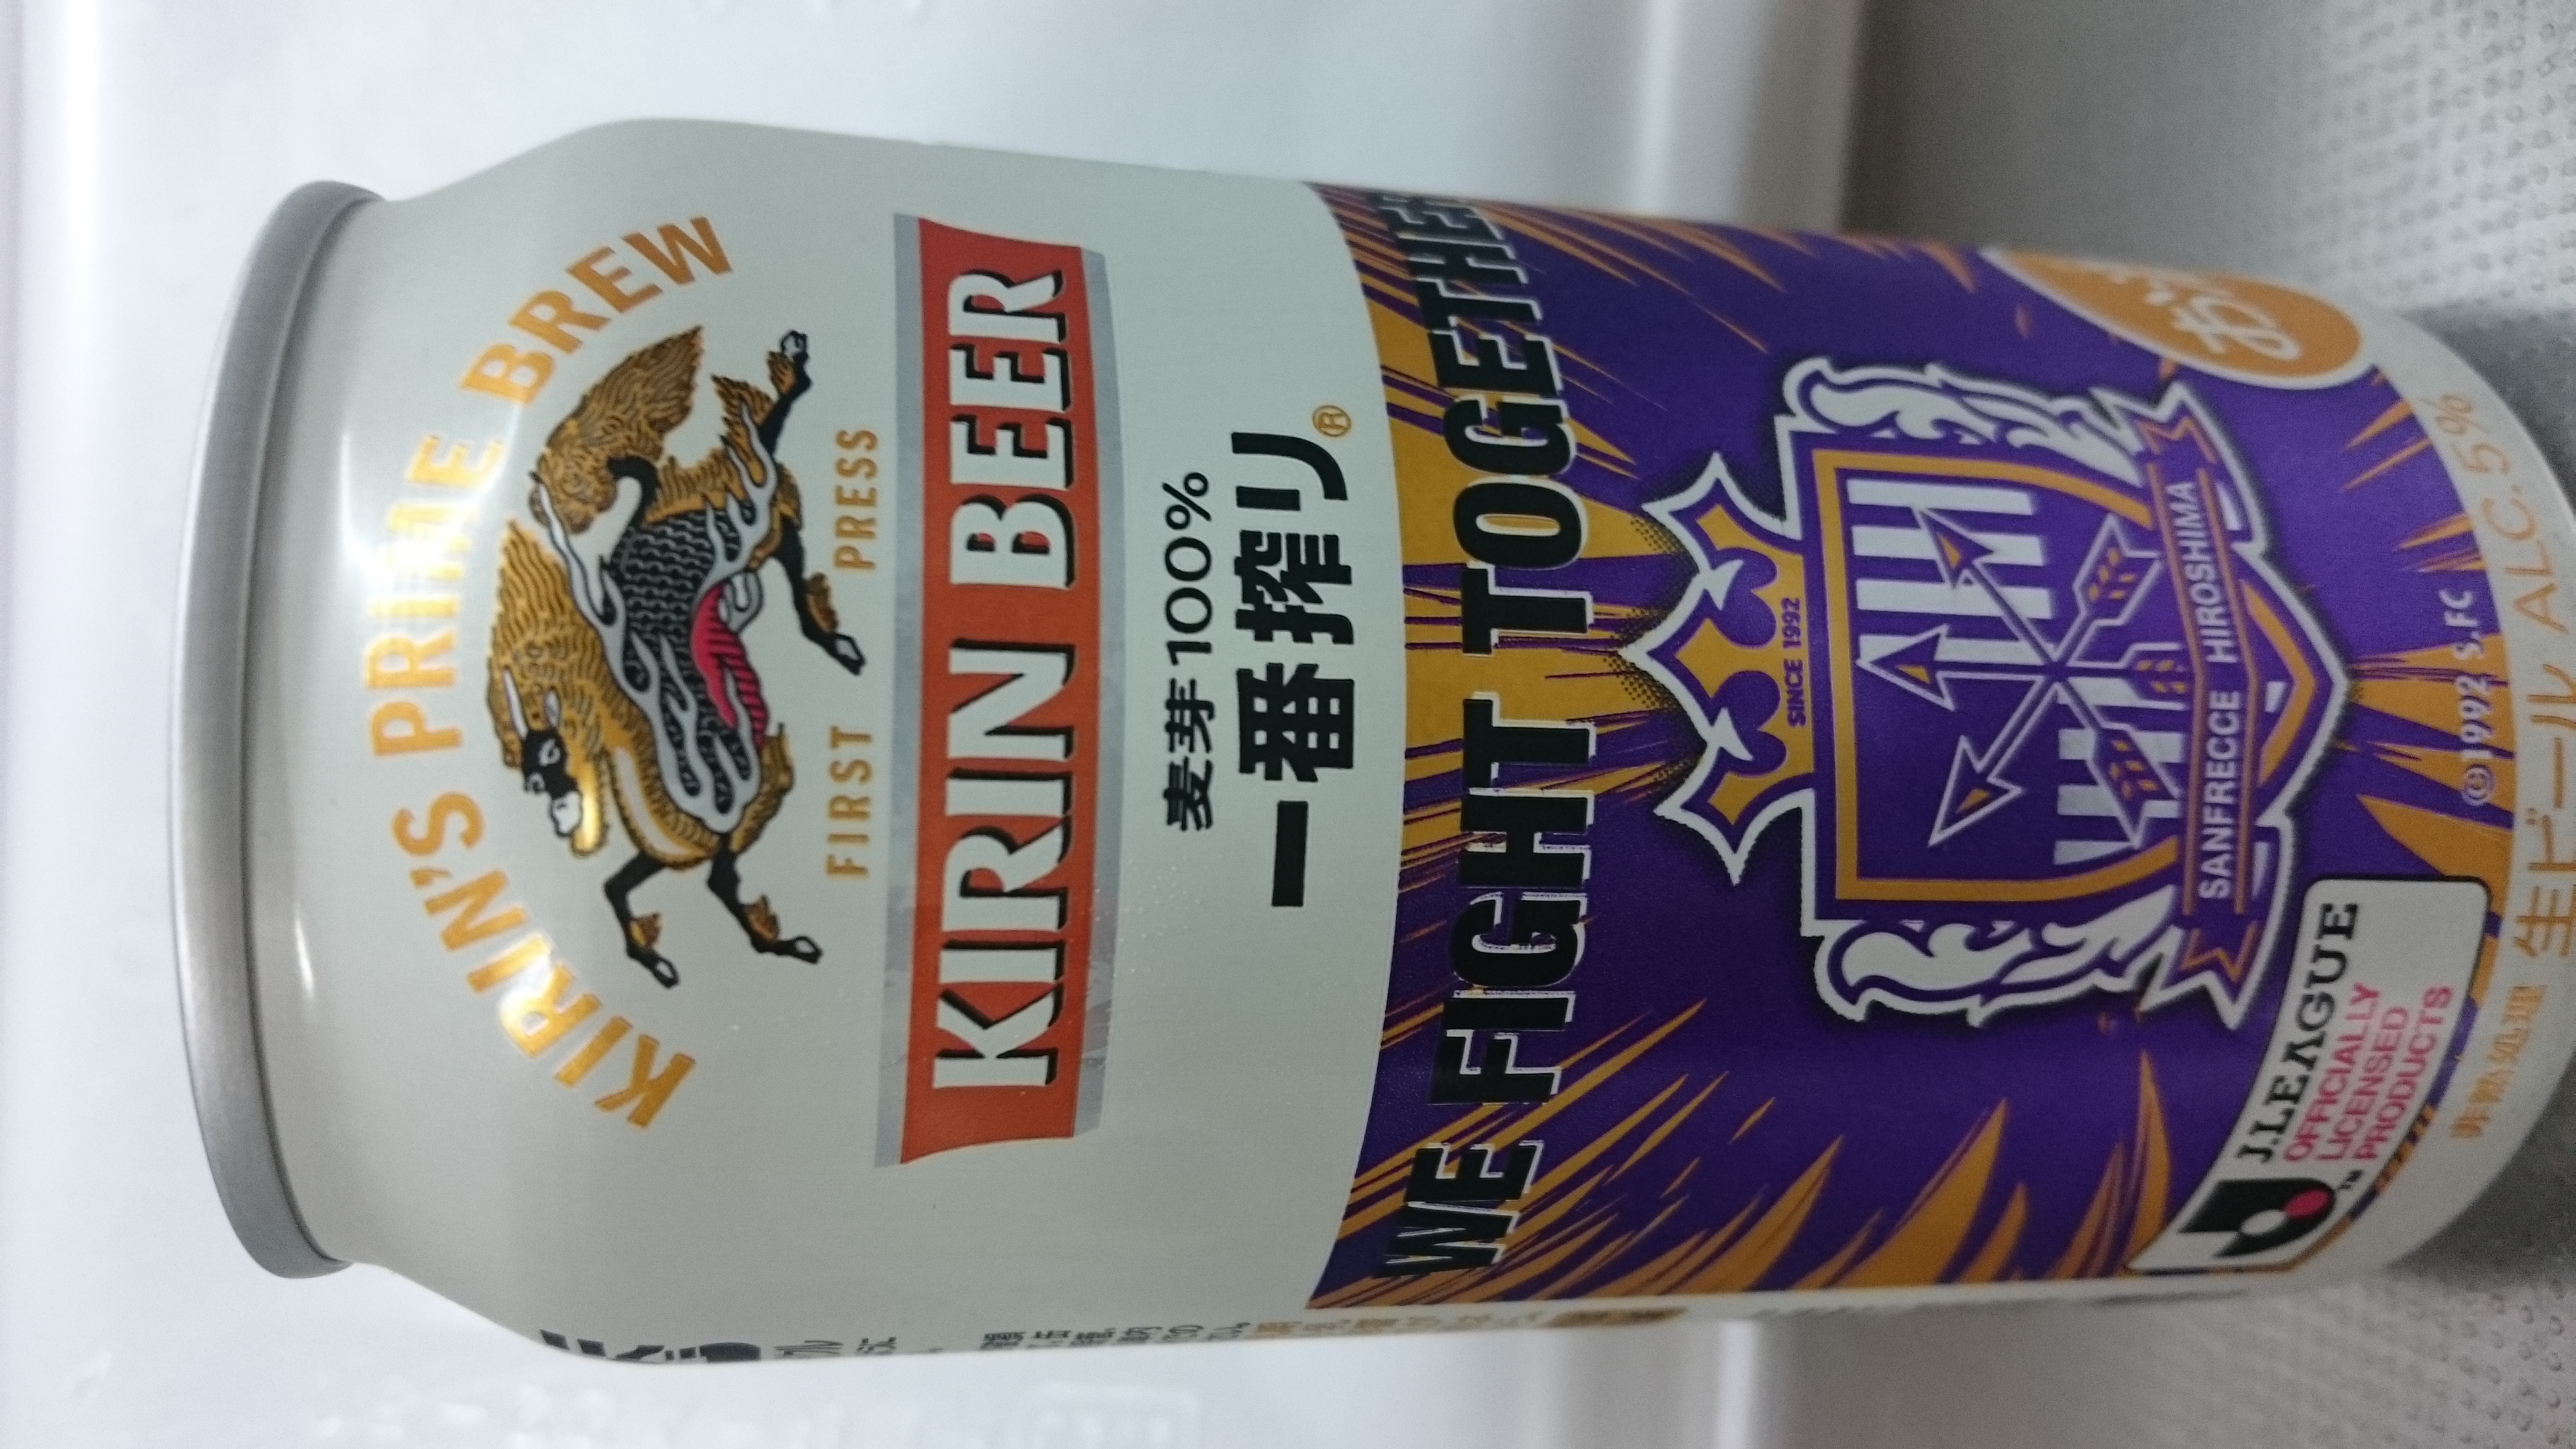 KIRIN'S PRIME BREW
FIRST PRESS
KIRIN BEER
麦芽100%
一番搾り®
WE FIGHT TOGETHER
SINCE 1992
SANFRECCE HIROSHIMA
J.LEAGUE
OFFICIALLY
LICENSED
PRODUCTS
TM
©1992 S.FC
非熱処理 生ビール ALC.5%